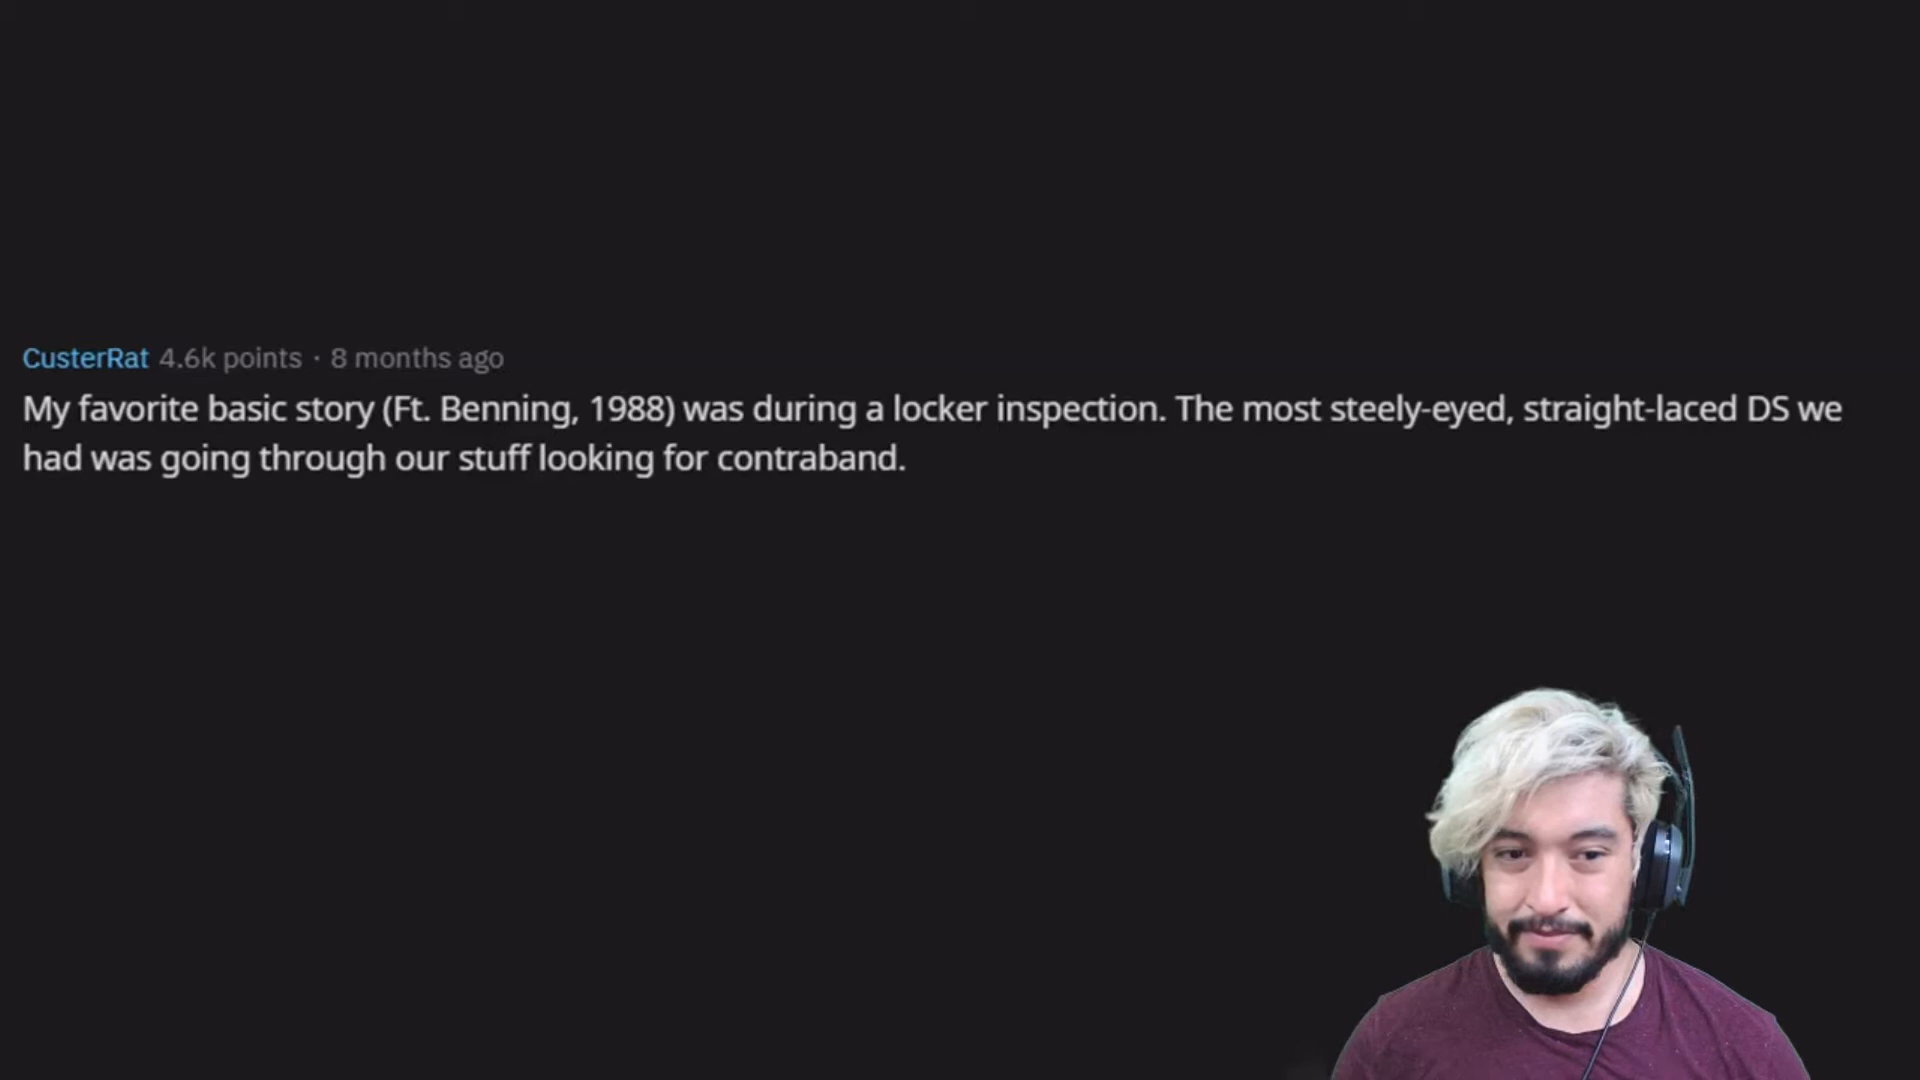 CusterRat 4.6k points · 8 months ago
My favorite basic story (Ft. Benning, 1988) was during a locker inspection. The most steely-eyed, straight-laced DS we
had was going through our stuff looking for contraband.